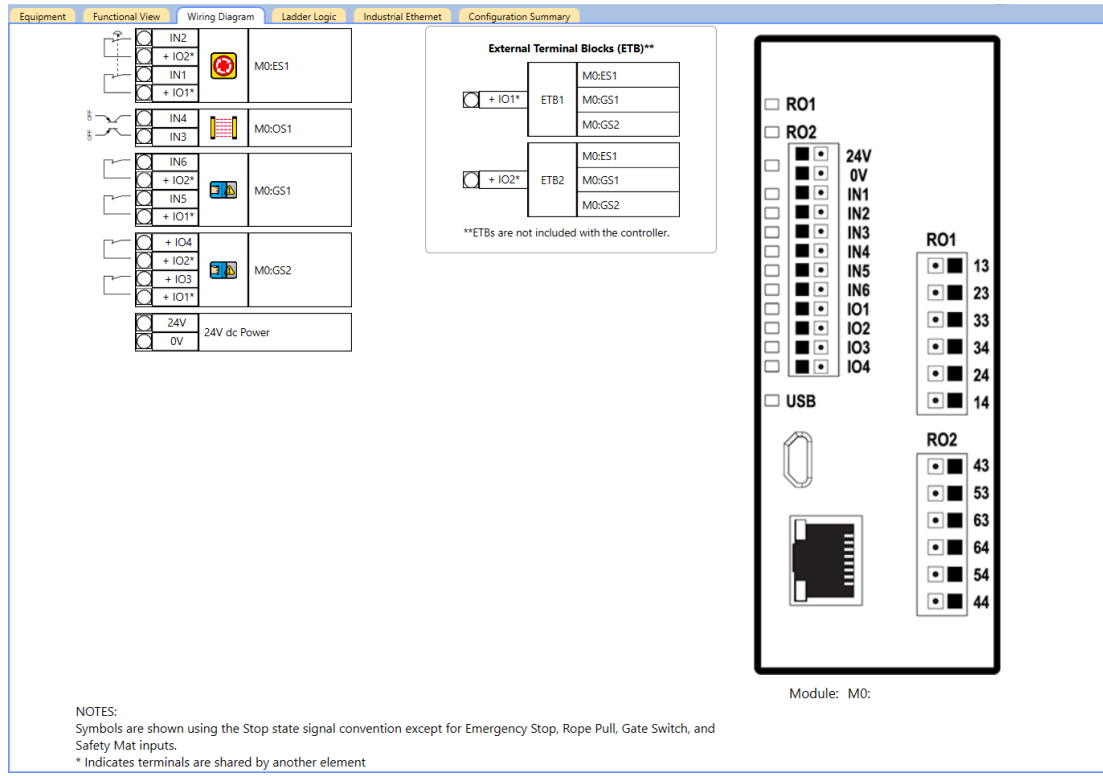 Equipment
Functional View
Wiring Diagram
Ladder Logic
Industrial Ethernet
Configuration Summary
IN2
+ IO2*
IN1
+ IO1*
M0:ES1
OFF
OFF
IN4
IN3
M0:OS1
IN6
+ IO2*
IN5
+ IO1*
M0:GS1
+ IO4
+ IO2*
+ IO3
+ IO1*
M0:GS2
24V
0V
24V dc Power
External Terminal Blocks (ETB)**
+ IO1*
ETB1
M0:ES1
M0:GS1
M0:GS2
+ IO2*
ETB2
M0:ES1
M0:GS1
M0:GS2
**ETBs are not included with the controller.
RO1
RO2
24V
0V
IN1
IN2
IN3
IN4
IN5
IN6
IO1
IO2
IO3
IO4
USB
RO1
13
23
33
34
24
14
RO2
43
53
63
64
54
44
Module: M0:
NOTES:
Symbols are shown using the Stop state signal convention except for Emergency Stop, Rope Pull, Gate Switch, and
Safety Mat inputs.
* Indicates terminals are shared by another element